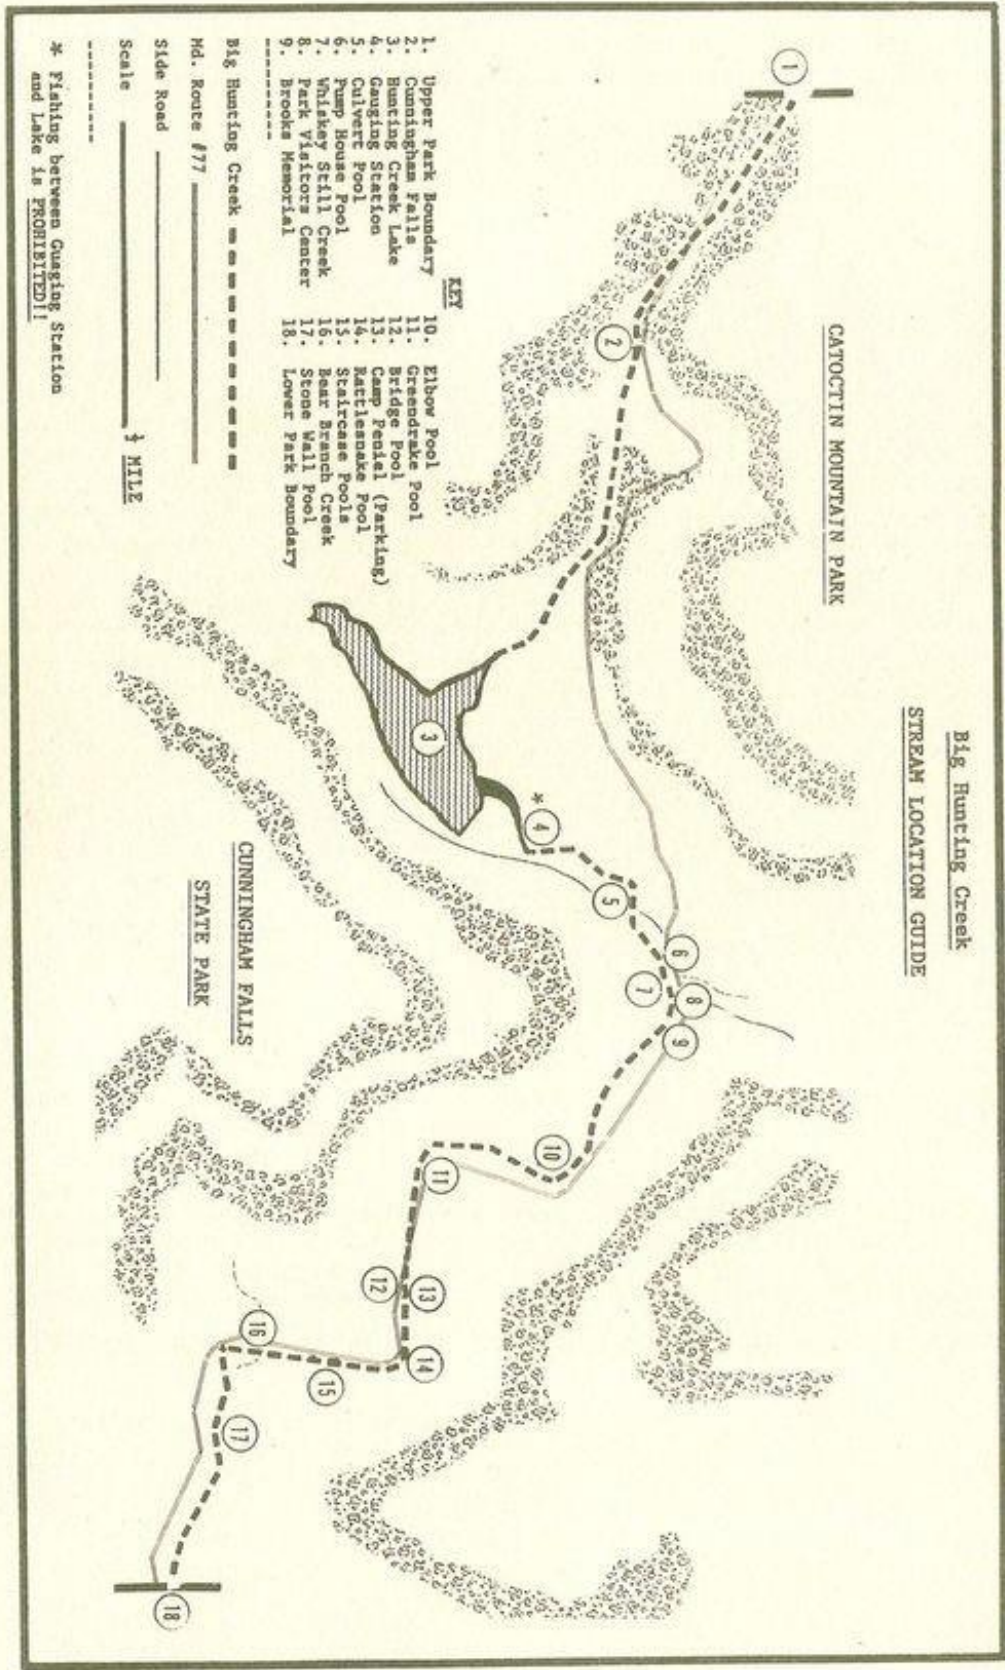 Big Hunting Creek
STREAM LOCATION GUIDE
CATOCTIN MOUNTAIN PARK
CUNNINGHAM FALLS
STATE PARK
1
2
3
* 4
5
6
7
8
9
10
11
12
13
14
15
16
17
18
KEY
1. Upper Park Boundary
2. Cunningham Falls
3. Hunting Creek Lake
4. Gauging Station
5. Culvert Pool
6. Pump House Pool
7. Whiskey Still Creek
8. Park Visitors Center
9. Brooks Memorial
10. Elbow Pool
11. Greendrake Pool
12. Bridge Pool
13. Camp Peniel (Parking)
14. Rattlesnake Pool
15. Staircase Pools
16. Bear Branch Creek
17. Stone Wall Pool
18. Lower Park Boundary
----------
Big Hunting Creek
Md. Route #77
Side Road
Scale ¼ MILE
----------
* Fishing between Guaging Station
and Lake is PROHIBITED!!